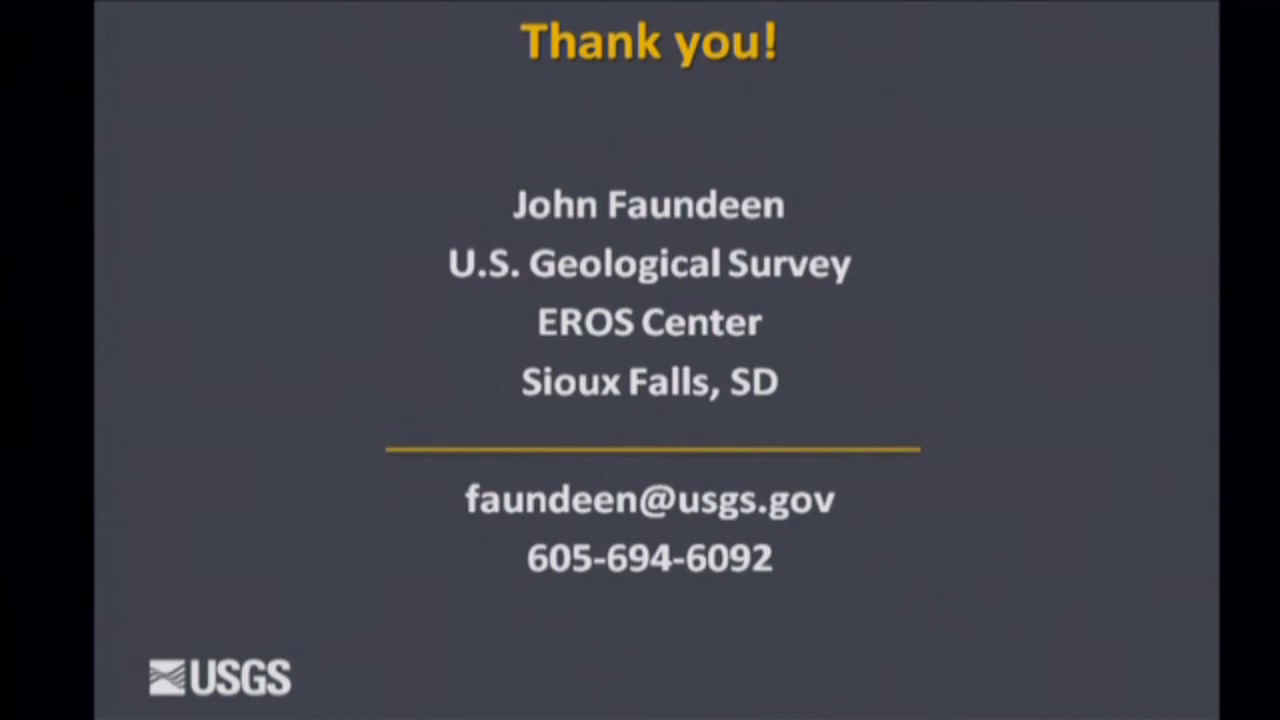 Thank you!
John Faundeen
U.S. Geological Survey
EROS Center
Sioux Falls, SD
faundeen@usgs.gov
605-694-6092
USGS